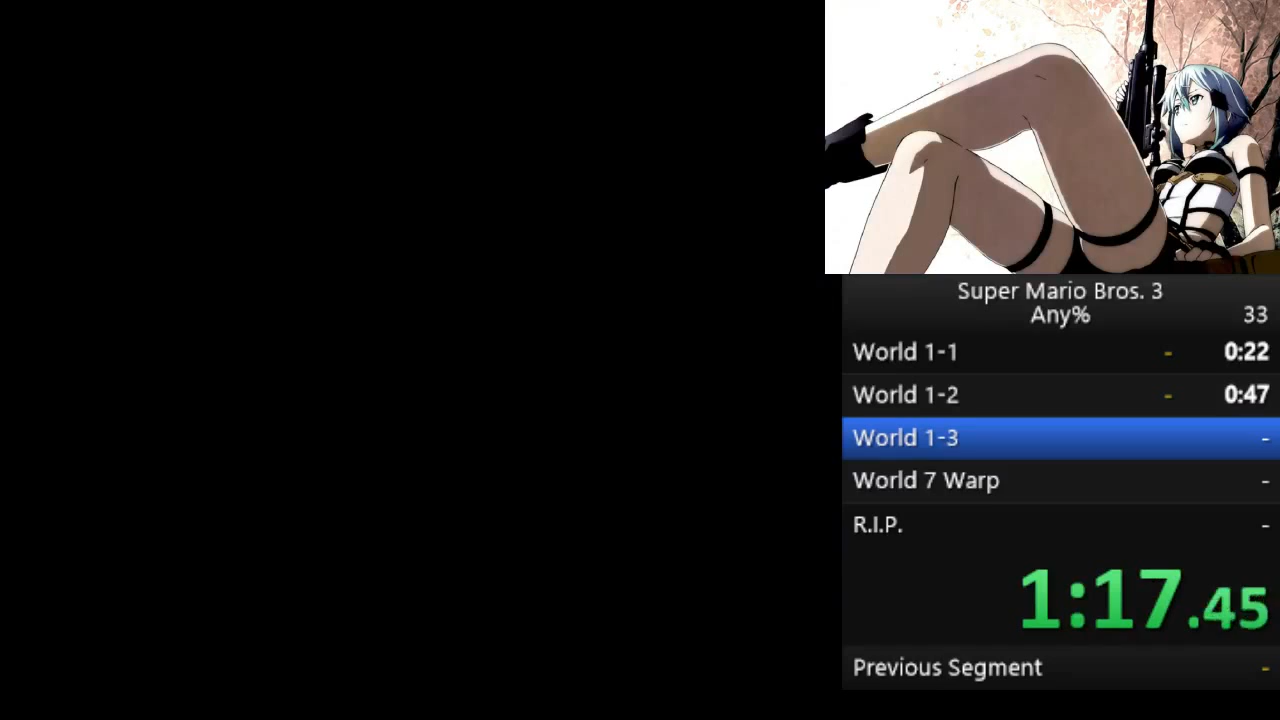 Super Mario Bros. 3
Any% 33
World 1-1 - 0:22
World 1-2 - 0:47
World 1-3 -
World 7 Warp -
R.I.P. -
1:17.45
Previous Segment -